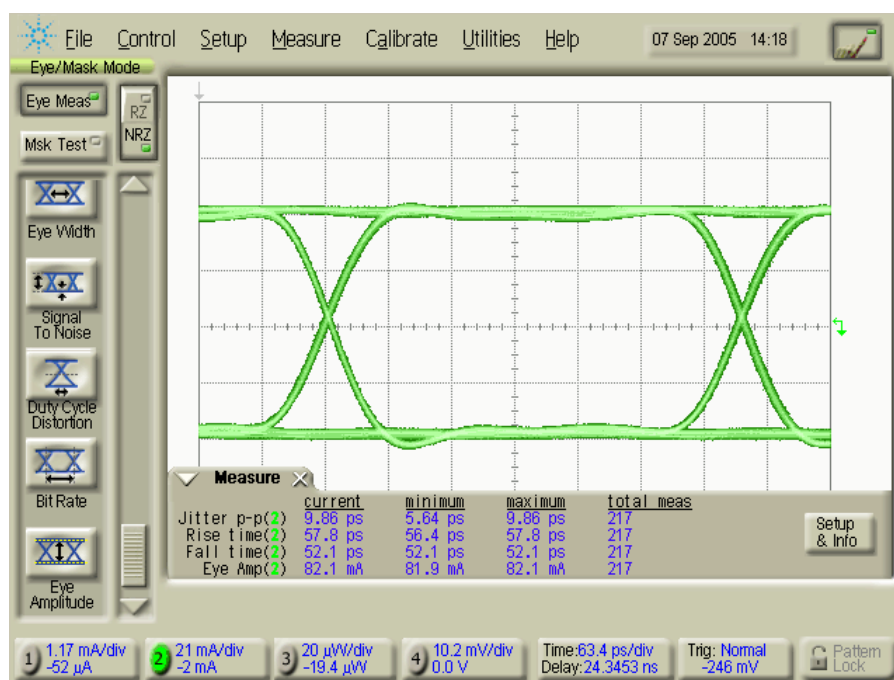 File Control Setup Measure Calibrate Utilities Help 07 Sep 2005 14:18
Eye/Mask Mode
Eye Meas
RZ
NRZ
Msk Test
Eye Width
Signal
To Noise
Duty Cycle
Distortion
Bit Rate
Eye
Amplitude
Measure
current minimum maximum total meas
Jitter p-p(2) 9.86 ps 5.64 ps 9.86 ps 217
Rise time(2) 57.8 ps 56.4 ps 57.8 ps 217
Fall time(2) 52.1 ps 52.1 ps 52.1 ps 217
Eye Amp(2) 82.1 mA 81.9 mA 82.1 mA 217
Setup
& Info
1 1.17 mA/div
-52 µA
2 21 mA/div
-2 mA
3 20 µW/div
-19.4 µW
4 10.2 mV/div
0.0 V
Time:63.4 ps/div
Delay:24.3453 ns
Trig: Normal
-246 mV
Pattern
Lock